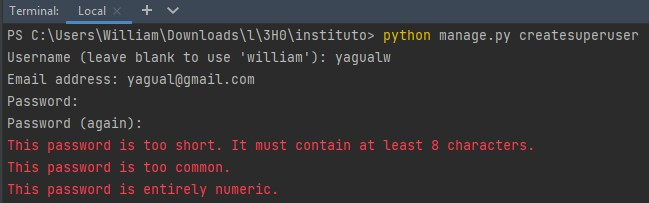 Terminal: Local × +
PS C:\Users\William\Downloads\l\3H0\instituto> python manage.py createsuperuser
Username (leave blank to use 'william'): yagualw
Email address: yagual@gmail.com
Password:
Password (again):
This password is too short. It must contain at least 8 characters.
This password is too common.
This password is entirely numeric.